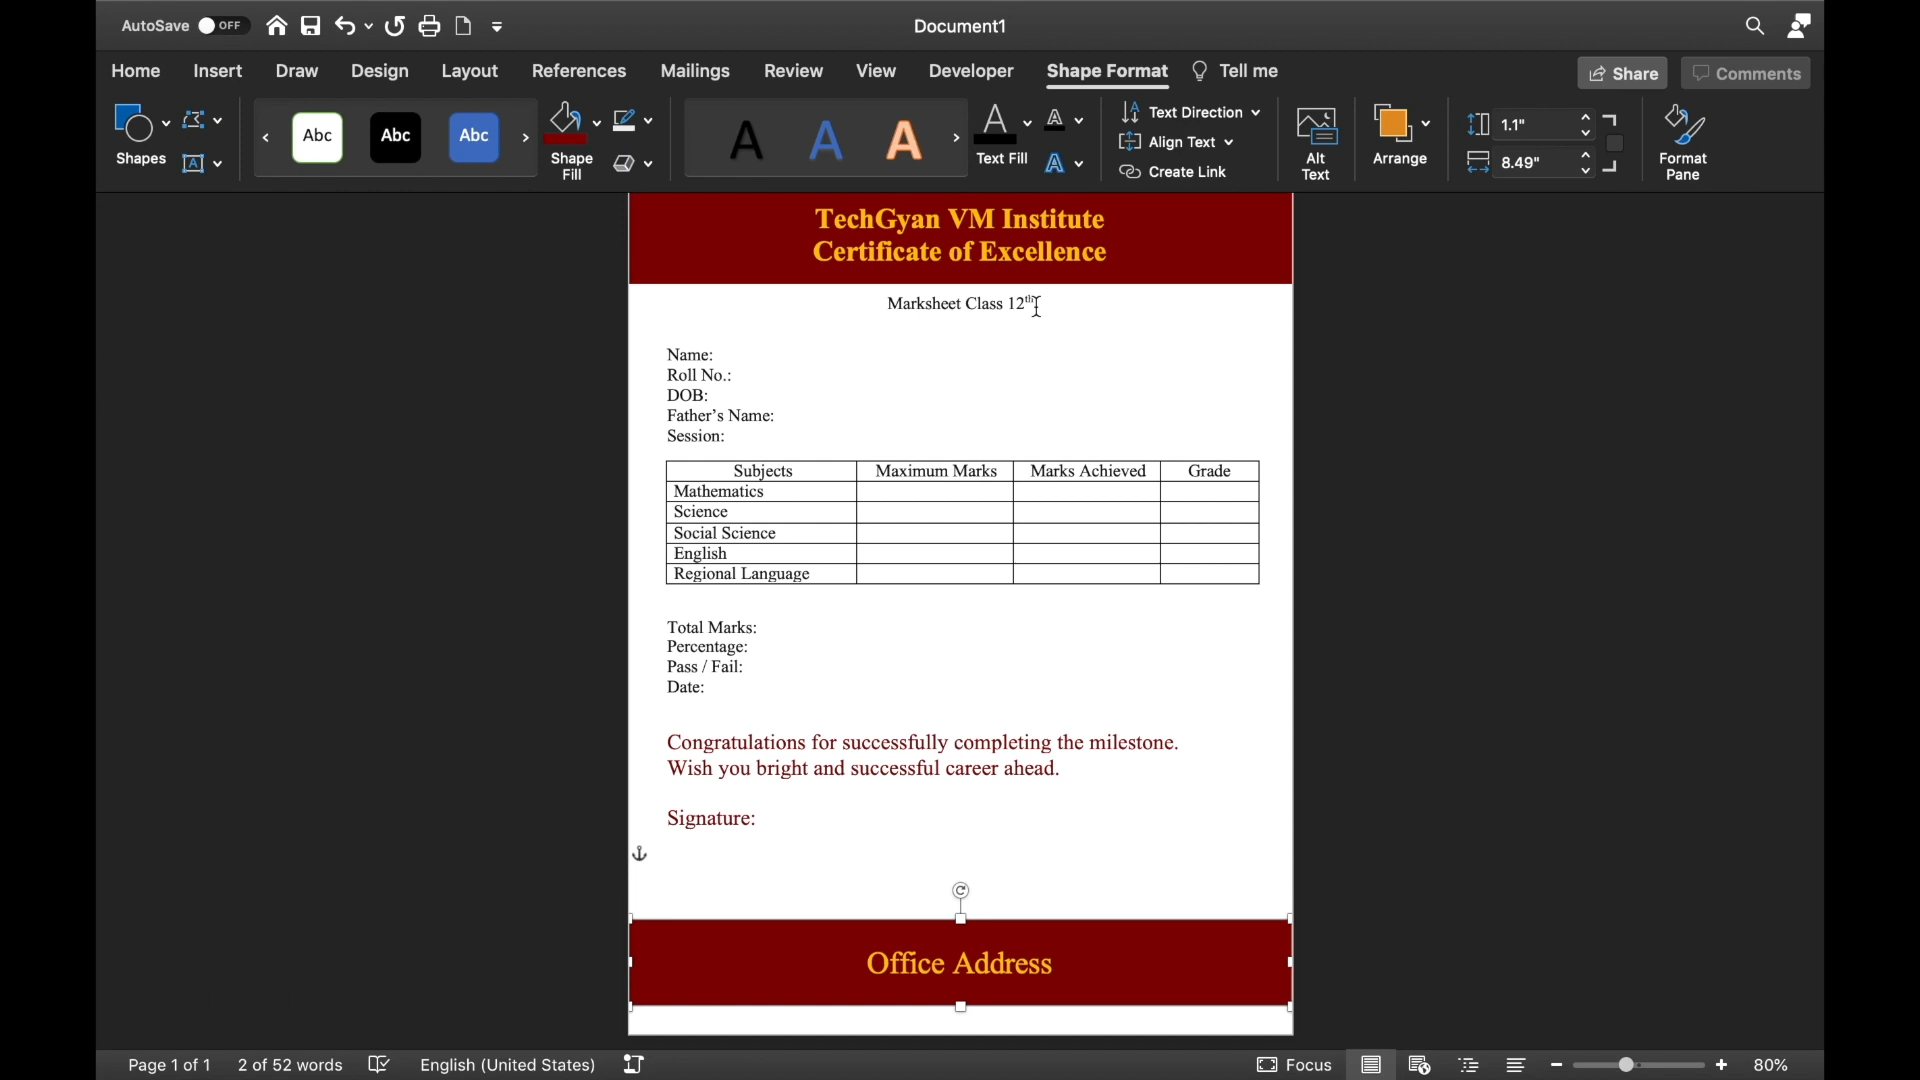 AutoSave OFF
Document1
Home Insert Draw Design Layout References Mailings Review View Developer Shape Format Tell me Share Comments
Shapes
Abc Abc Abc
Shape Fill
A A A
Text Fill
Text Direction
Align Text
Create Link
Alt Text
Arrange
1.1"
8.49"
Format Pane
TechGyan VM Institute
Certificate of Excellence
Marksheet Class 12th
Name:
Roll No.:
DOB:
Father’s Name:
Session:
Subjects Maximum Marks Marks Achieved Grade
Mathematics
Science
Social Science
English
Regional Language
Total Marks:
Percentage:
Pass / Fail:
Date:
Congratulations for successfully completing the milestone.
Wish you bright and successful career ahead.
Signature:
Office Address
Page 1 of 1 2 of 52 words English (United States) Focus 80%